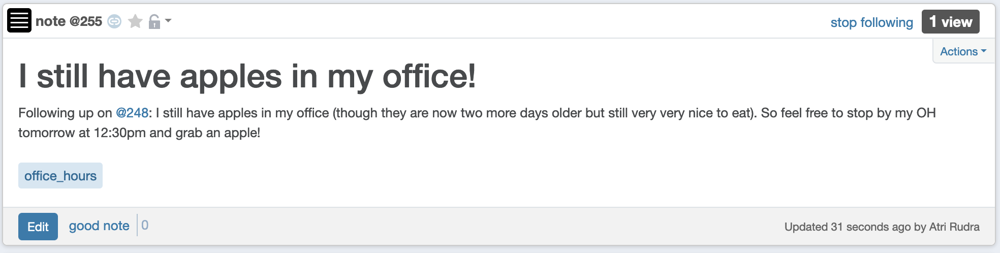 note @255
stop following
1 view
Actions
I still have apples in my office!
Following up on @248: I still have apples in my office (though they are now two more days older but still very very nice to eat). So feel free to stop by my OH
tomorrow at 12:30pm and grab an apple!
office_hours
Edit
good note
0
Updated 31 seconds ago by Atri Rudra